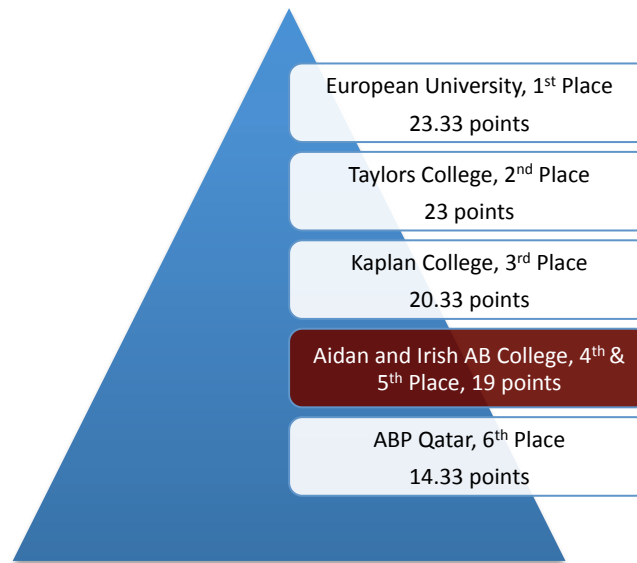 European University, 1st Place
23.33 points
Taylors College, 2nd Place
23 points
Kaplan College, 3rd Place
20.33 points
Aidan and Irish AB College, 4th &
5th Place, 19 points
ABP Qatar, 6th Place
14.33 points